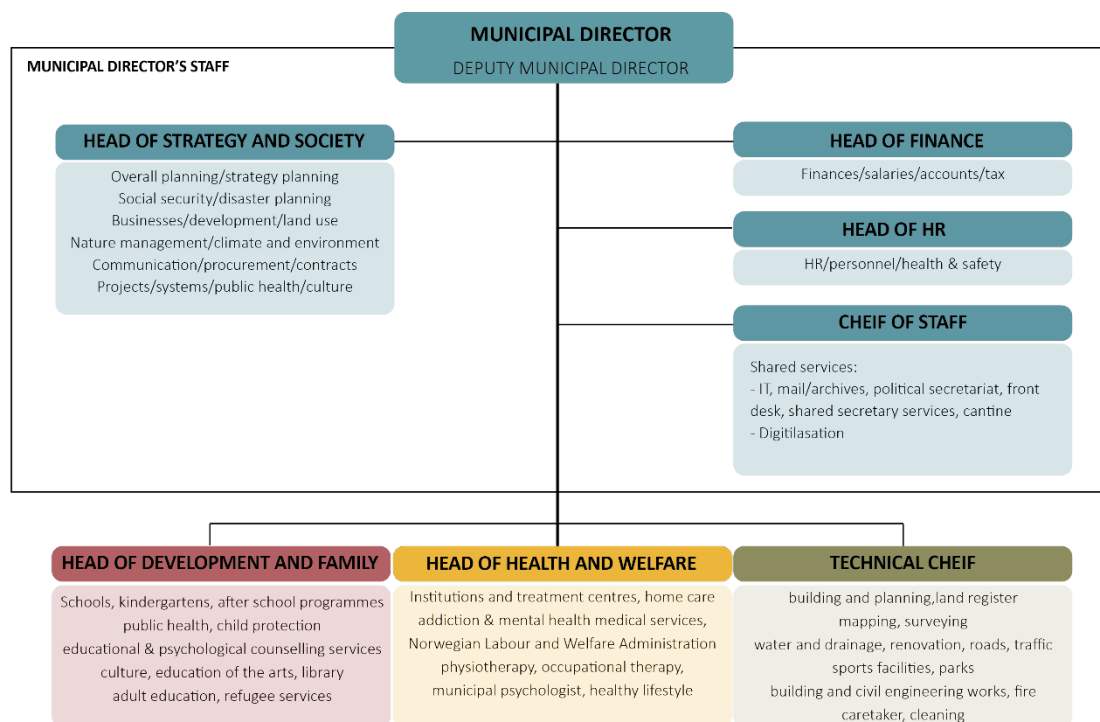 MUNICIPAL DIRECTOR
DEPUTY MUNICIPAL DIRECTOR
MUNICIPAL DIRECTOR'S STAFF
HEAD OF STRATEGY AND SOCIETY
Overall planning/strategy planning
Social security/disaster planning
Businesses/development/land use
Nature management/climate and environment
Communication/procurement/contracts
Projects/systems/public health/culture
HEAD OF FINANCE
Finances/salaries/accounts/tax
HEAD OF HR
HR/personnel/health & safety
CHEIF OF STAFF
Shared services:
- IT, mail/archives, political secretariat, front
desk, shared secretary services, cantine
- Digitilasation
HEAD OF DEVELOPMENT AND FAMILY
Schools, kindergartens, after school programmes
public health, child protection
educational & psychological counselling services
culture, education of the arts, library
adult education, refugee services
HEAD OF HEALTH AND WELFARE
Institutions and treatment centres, home care
addiction & mental health medical services,
Norwegian Labour and Welfare Administration
physiotherapy, occupational therapy,
municipal psychologist, healthy lifestyle
TECHNICAL CHEIF
building and planning,land register
mapping, surveying
water and drainage, renovation, roads, traffic
sports facilities, parks
building and civil engineering works, fire
caretaker, cleaning